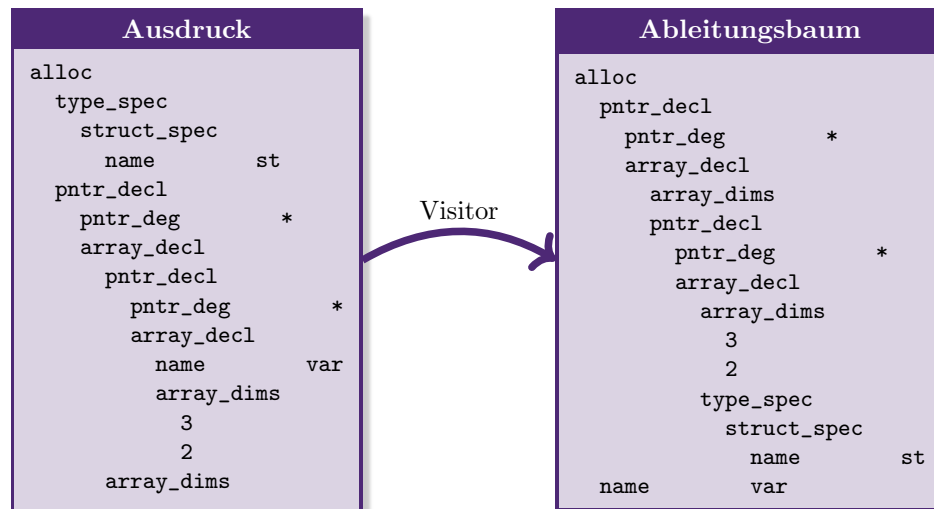 Ausdruck
alloc
  type_spec
    struct_spec
      name        st
  pntr_decl
    pntr_deg        *
    array_decl
      pntr_decl
        pntr_deg        *
        array_decl
          name        var
          array_dims
            3
            2
      array_dims
Visitor
Ableitungsbaum
alloc
  pntr_decl
    pntr_deg        *
    array_decl
      array_dims
      pntr_decl
        pntr_deg        *
        array_decl
          array_dims
            3
            2
          type_spec
            struct_spec
              name        st
  name        var